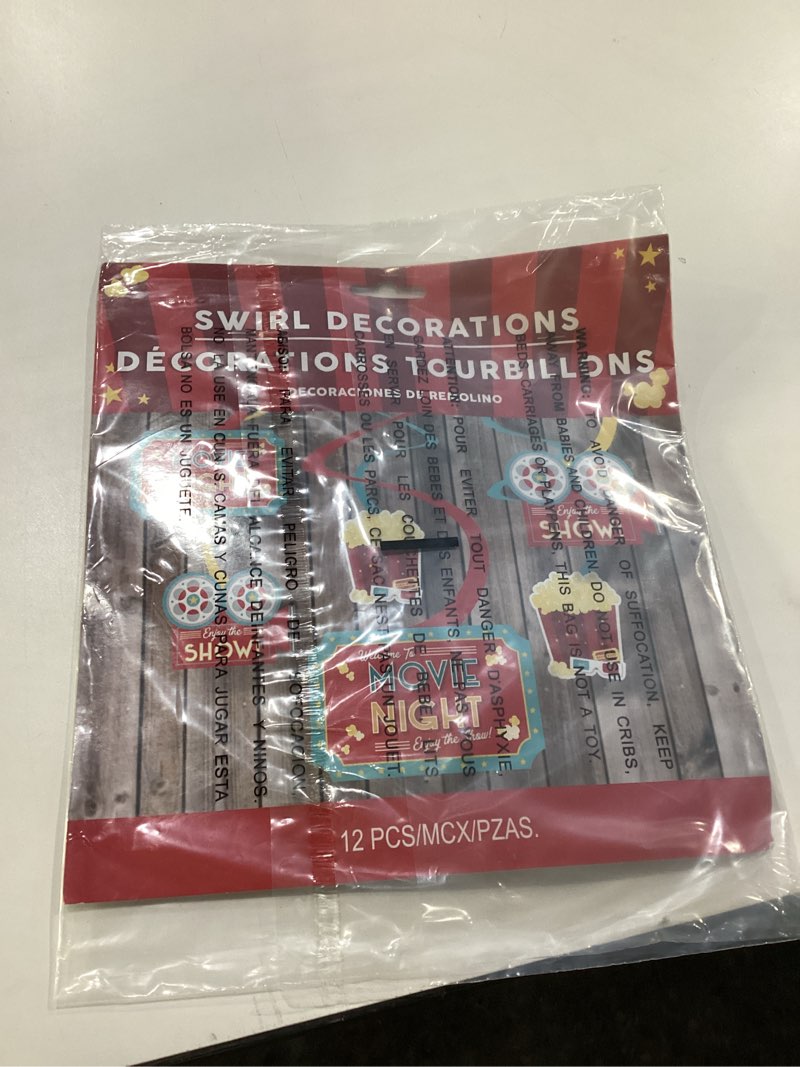 SWIRL DECORATIONS
DÉCORATIONS TOURBILLONS
DECORACIONES DE REMOLINO
Enjoy the
SHOW!
Enjoy the
SHOW!
Welcome To
MOVIE
NIGHT
Enjoy the Show!
12 PCS/MCX/PZAS.
WARNING: TO AVOID DANGER OF SUFFOCATION, KEEP
AWAY FROM BABIES AND CHILDREN. DO NOT USE IN CRIBS,
BEDS, CARRIAGES OR PLAYPENS, THIS BAG IS NOT A TOY.
ATTENTION: POUR EVITER TOUT DANGER D'ASPHYXIE,
GARDEZ LOIN DES BEBES ET DES ENFANTS. NE PAS VOUS
EN SERVIR POUR LES COUCHETTES DE BEBE, LITS,
CARROSSES OU LES PARCS, CE SAC N'EST PAS UN JOUET.
PARA EVITAR PELIGRO DE
FUERA DEL ALCANCE DE INFANTES Y NINOS.
NO LA USE EN CUNAS, CAMAS Y CUNAS PARA JUGAR ESTA
BOLSA NO ES UN JUGUETE.